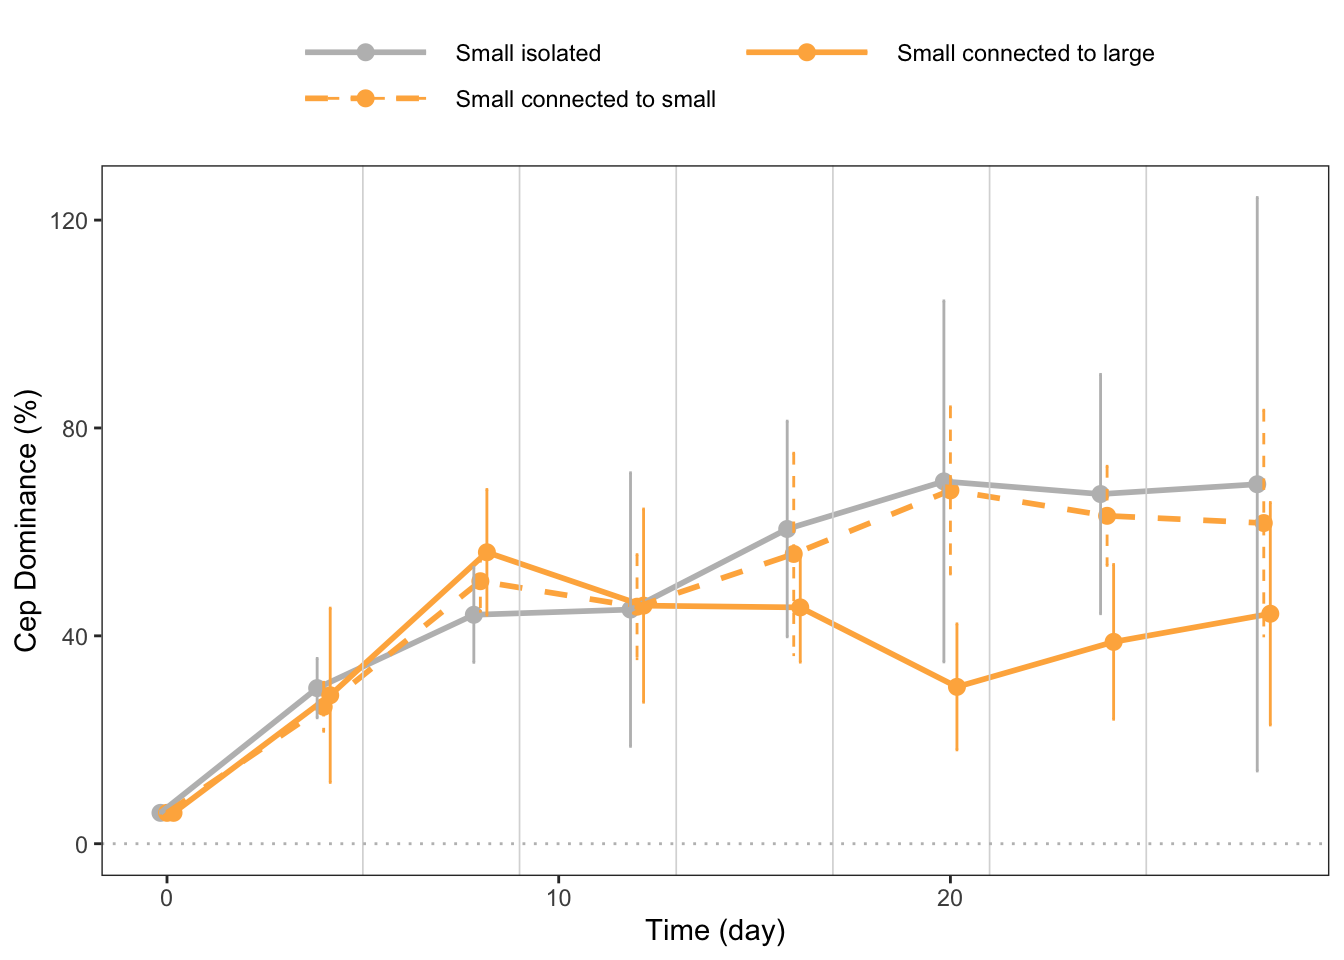 Small isolated
Small connected to large
Small connected to small
120
80
40
0
Cep Dominance (%)
0
10
20
Time (day)